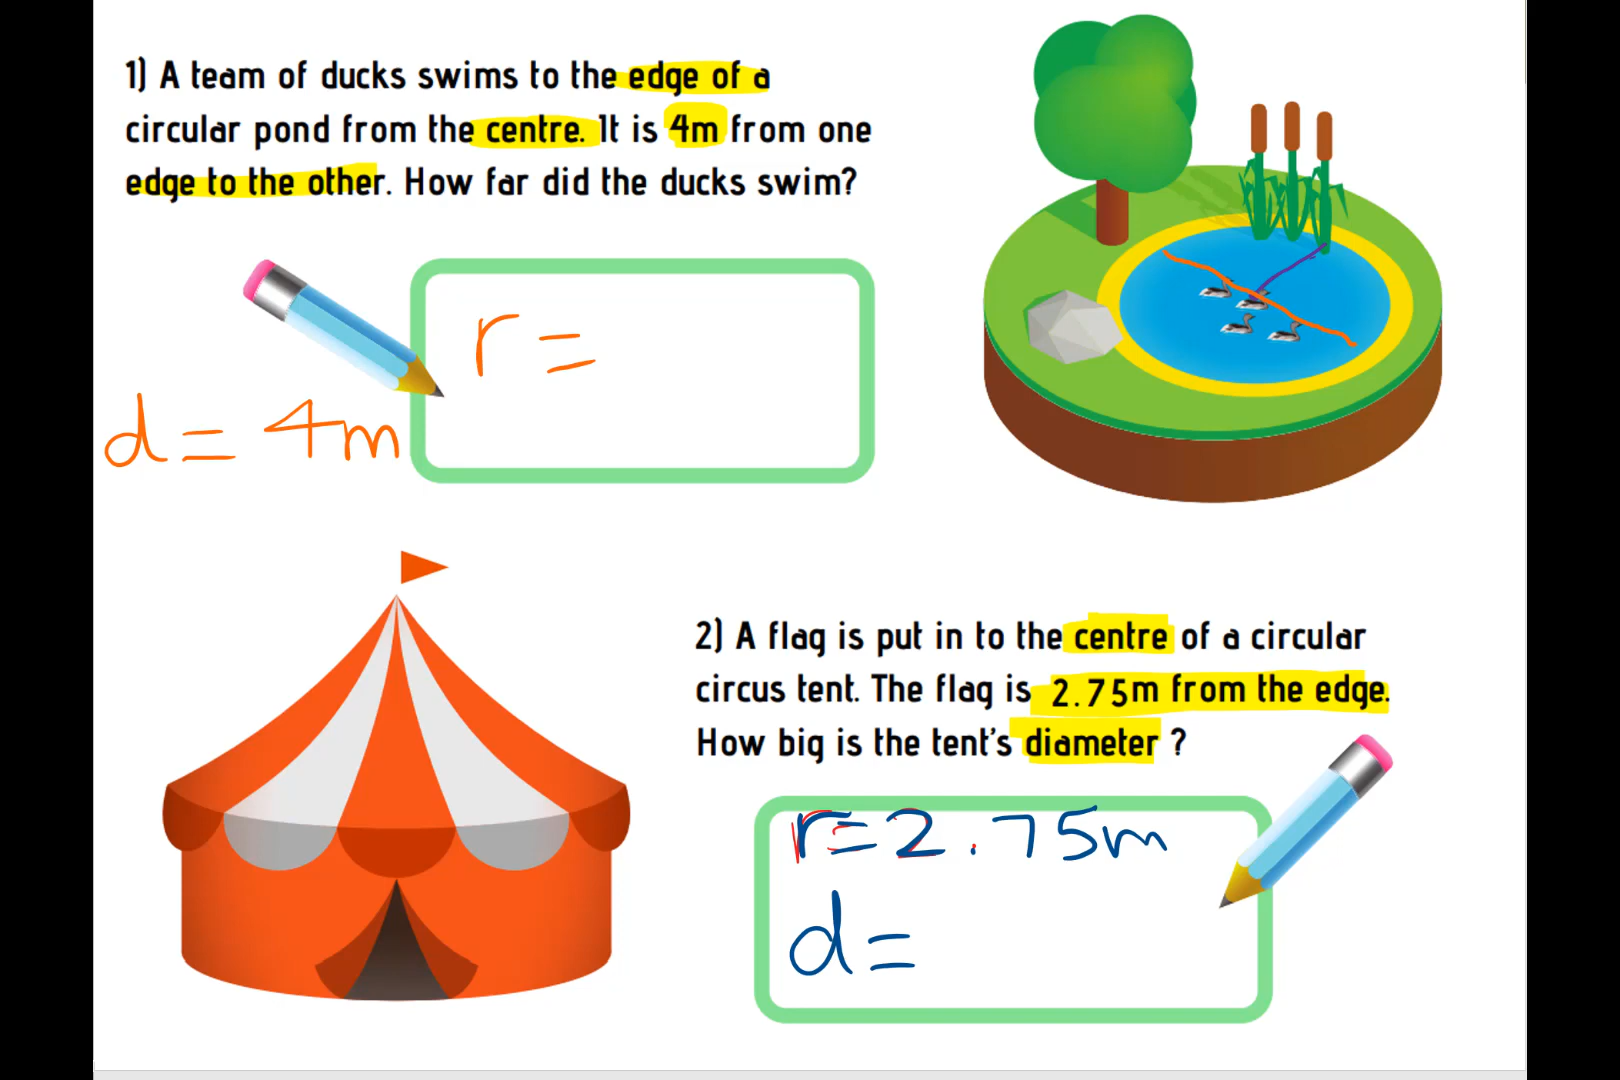 1) A team of ducks swims to the edge of a
circular pond from the centre. It is 4m from one
edge to the other. How far did the ducks swim?
r =
d = 4m
2) A flag is put in to the centre of a circular
circus tent. The flag is 2.75m from the edge.
How big is the tent's diameter ?
r = 2.75m
d =